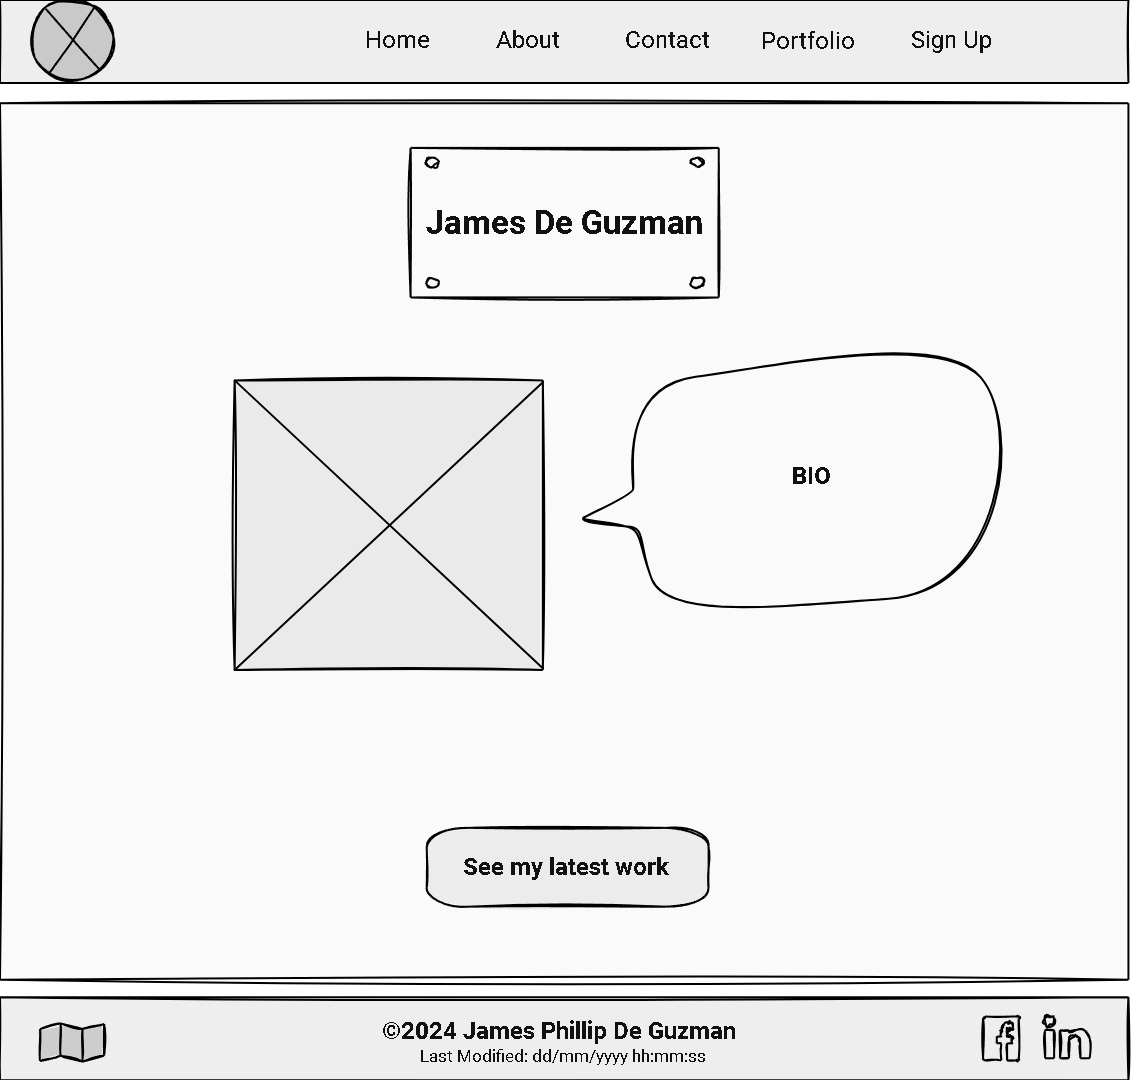 Home About Contact Portfolio Sign Up
James De Guzman
BIO
See my latest work
©2024 James Phillip De Guzman
Last Modified: dd/mm/yyyy hh:mm:ss
f in